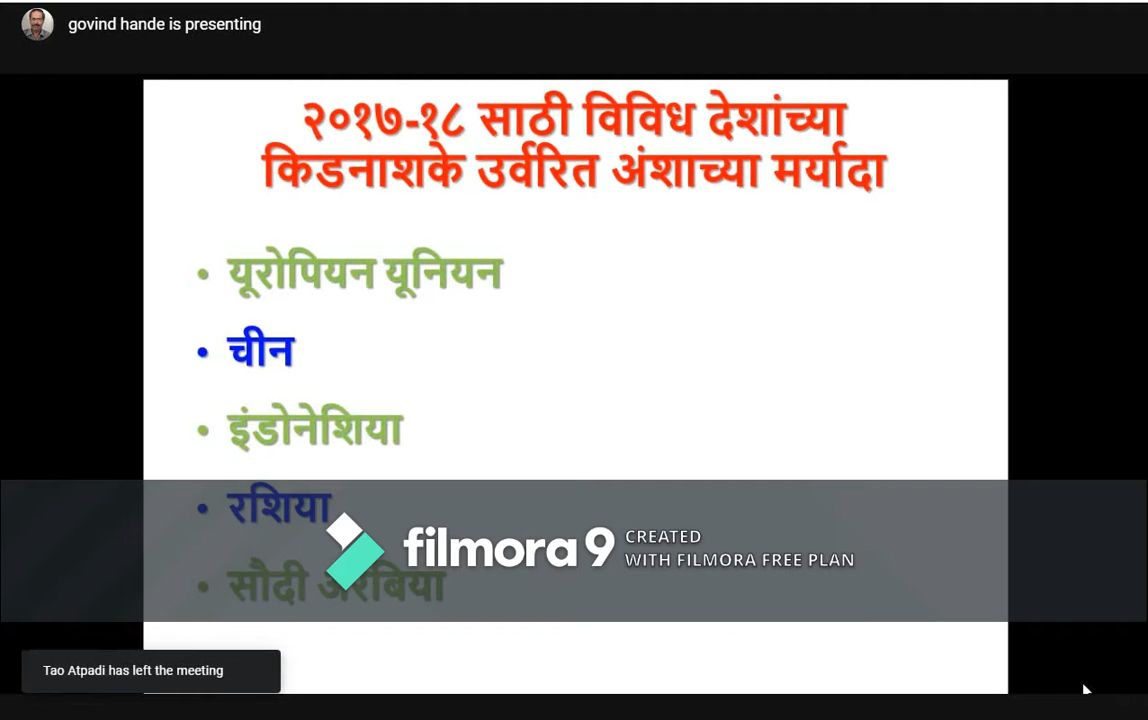 govind hande is presenting
२०१७-१८ साठी विविध देशांच्या
किडनाशके उर्वरित अंशाच्या मर्यादा
• यूरोपियन यूनियन
• चीन
• इंडोनेशिया
• रशिया
• सौदी अरेबिया
filmora 9 CREATED
WITH FILMORA FREE PLAN
Tao Atpadi has left the meeting